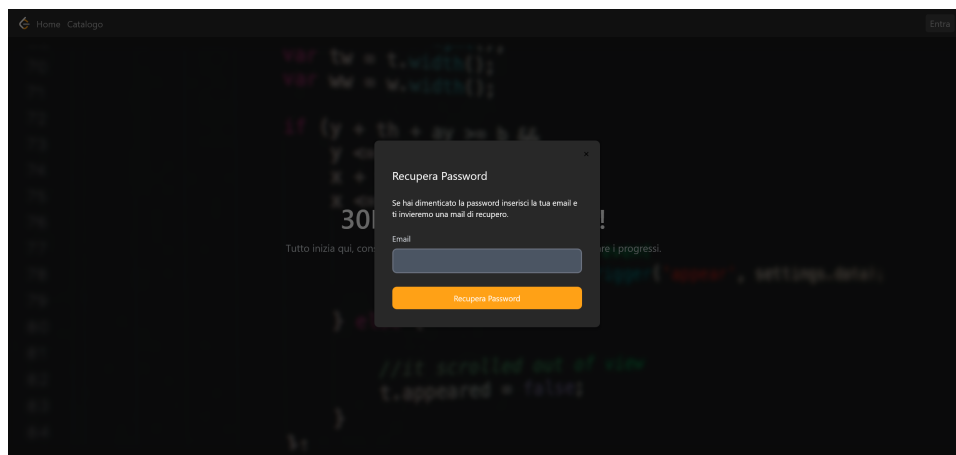 Home Catalogo
Entra
var tw = t.width();
var ww = w.width();
if (y + th + ay >= b &&
×
Recupera Password
Se hai dimenticato la password inserisci la tua email e
ti invieremo una mail di recupero.
Email
Recupera Password
Tutto inizia qui, re i progressi.
, settings.data);
//it scrolled out of view
t.appeared = false;
}
};